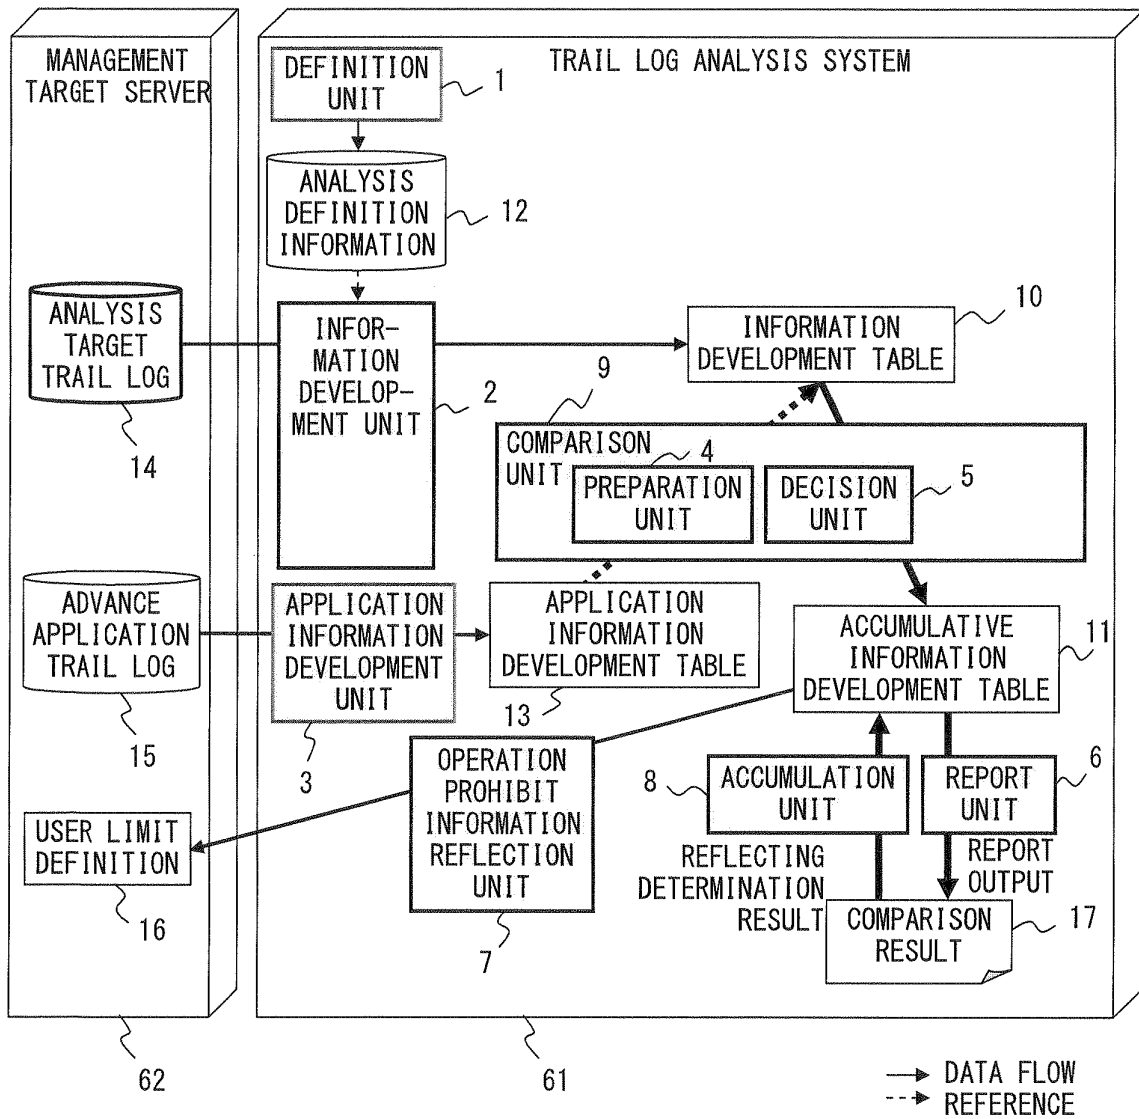 MANAGEMENT
TARGET SERVER
TRAIL LOG ANALYSIS SYSTEM
DEFINITION
UNIT
1
ANALYSIS
DEFINITION
INFORMATION
12
ANALYSIS
TARGET
TRAIL LOG
14
INFOR-
MATION
DEVELOP-
MENT UNIT
2
INFORMATION
DEVELOPMENT TABLE
10
9
COMPARISON
UNIT
4
PREPARATION
UNIT
DECISION
UNIT
5
ADVANCE
APPLICATION
TRAIL LOG
15
APPLICATION
INFORMATION
DEVELOPMENT
UNIT
3
APPLICATION
INFORMATION
DEVELOPMENT TABLE
13
ACCUMULATIVE
INFORMATION
DEVELOPMENT TABLE
11
OPERATION
PROHIBIT
INFORMATION
REFLECTION
UNIT
7
8
ACCUMULATION
UNIT
REPORT
UNIT
6
USER LIMIT
DEFINITION
16
REFLECTING
DETERMINATION
RESULT
REPORT
OUTPUT
COMPARISON
RESULT
17
62
61
DATA FLOW
REFERENCE